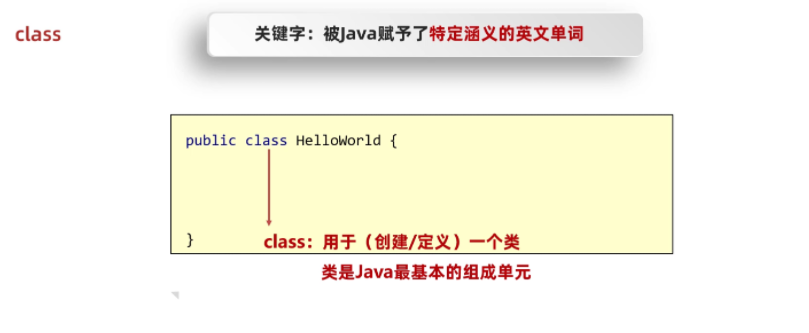 class
关键字：被Java赋予了特定涵义的英文单词
public class HelloWorld {
}
class：用于（创建/定义）一个类
类是Java最基本的组成单元